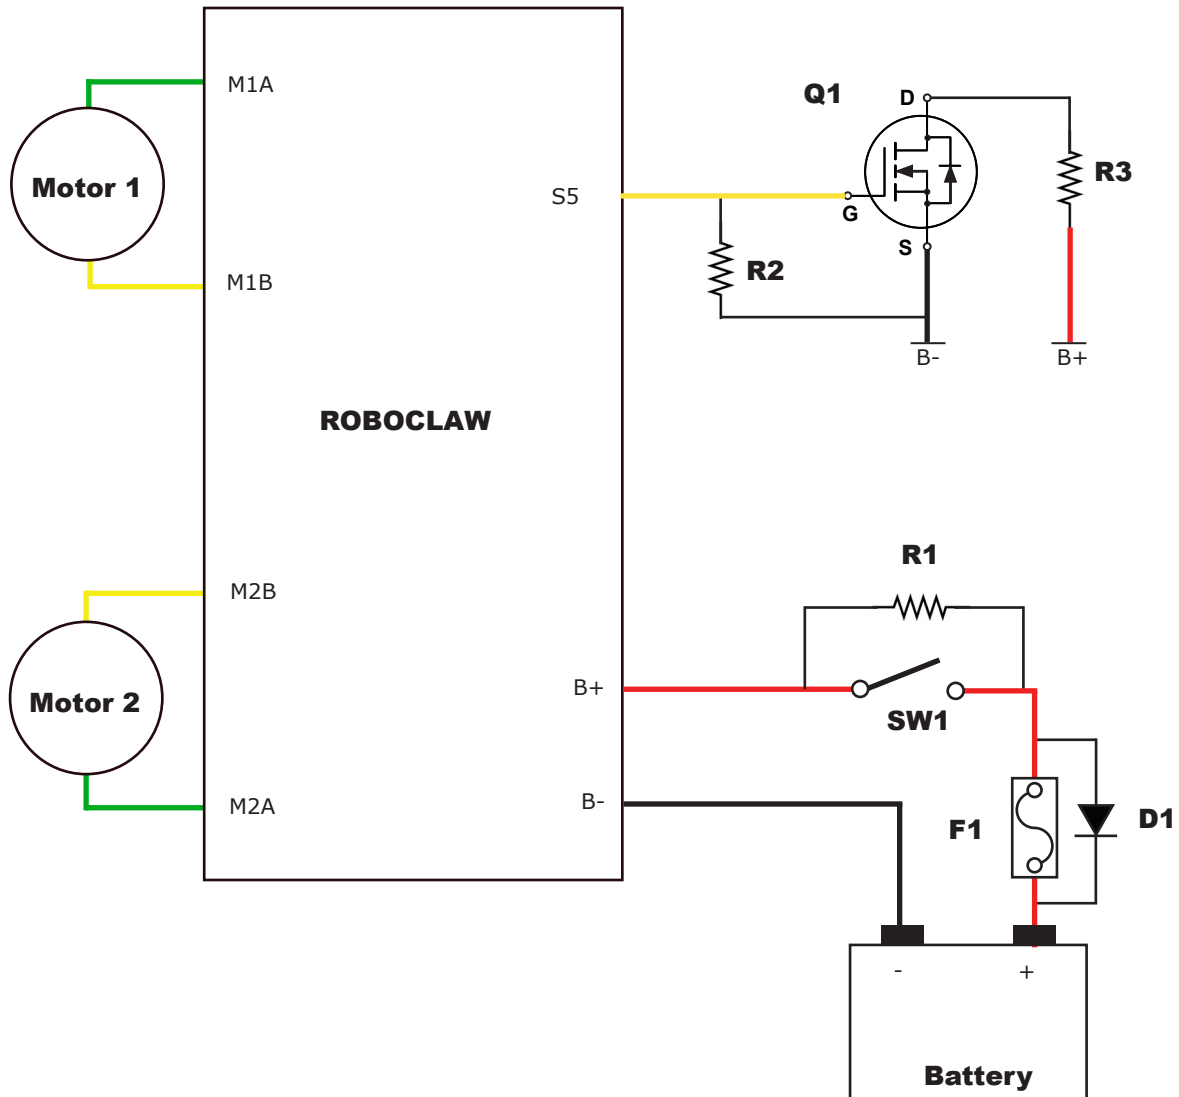 M1A
Motor 1
M1B
ROBOCLAW
M2B
Motor 2
M2A
S5
Q1
D
G
S
R3
R2
B-
B+
R1
SW1
B+
B-
F1
D1
-
+
Battery